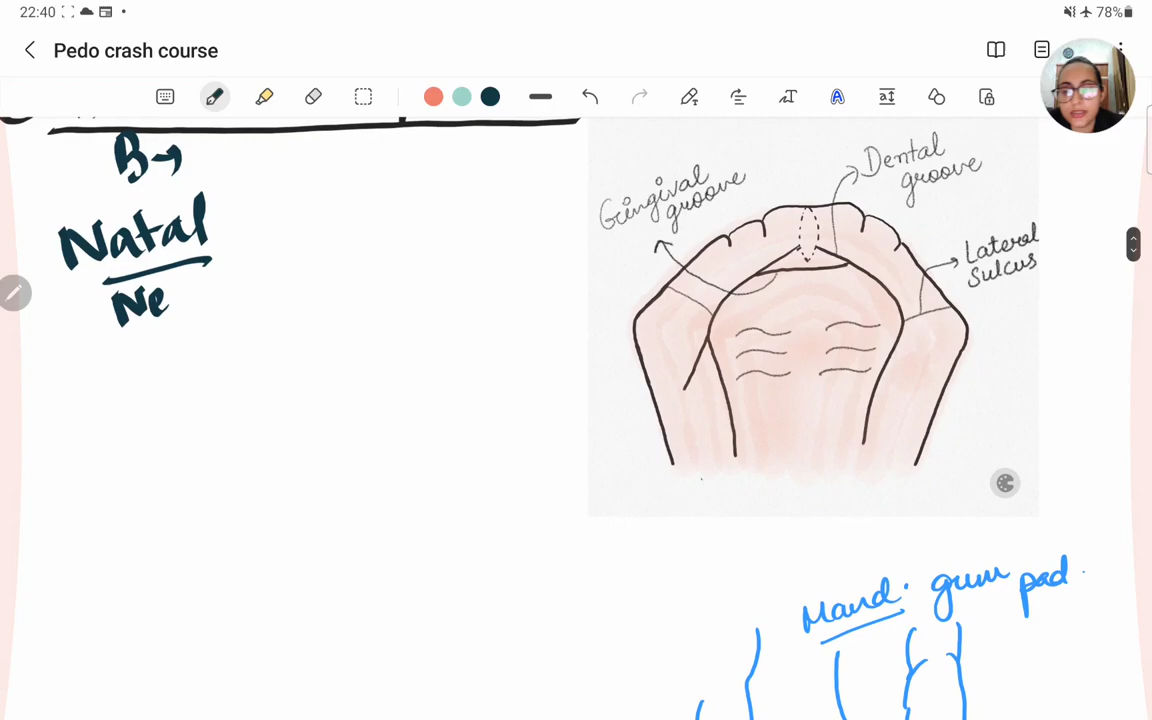 22:40
78%
Pedo crash course
B→
Natal
Ne
Gingival
groove
Dental
groove
Lateral
sulcus
Mand. gum pad.